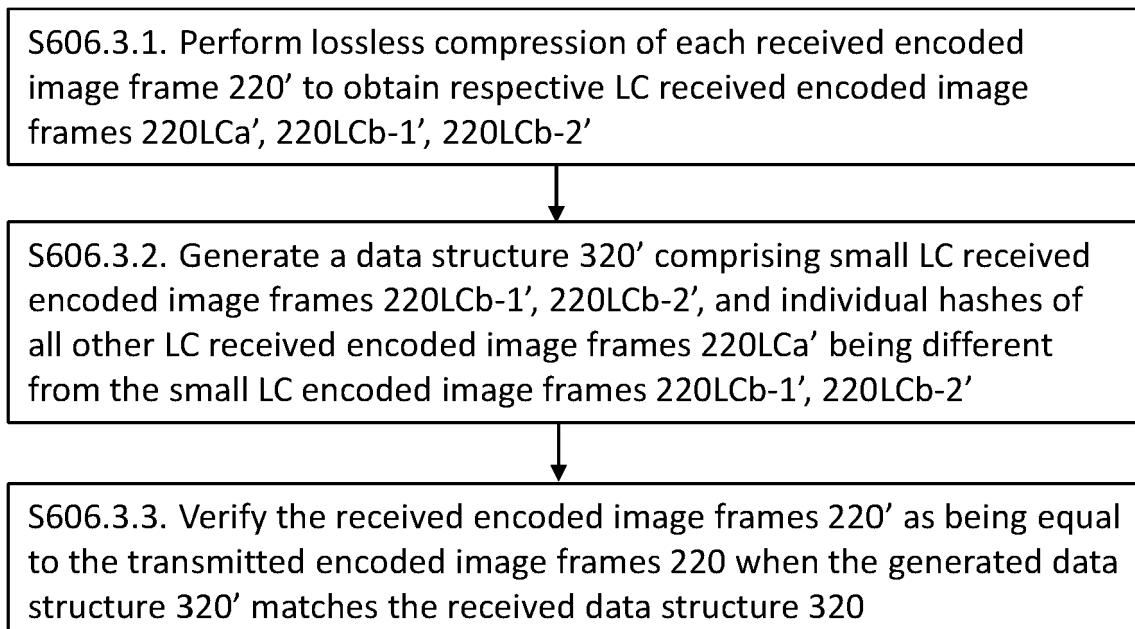 S606.3.1. Perform lossless compression of each received encoded
image frame 220’ to obtain respective LC received encoded image
frames 220LCa’, 220LCb-1’, 220LCb-2’
S606.3.2. Generate a data structure 320’ comprising small LC received
encoded image frames 220LCb-1’, 220LCb-2’, and individual hashes of
all other LC received encoded image frames 220LCa’ being different
from the small LC encoded image frames 220LCb-1’, 220LCb-2’
S606.3.3. Verify the received encoded image frames 220’ as being equal
to the transmitted encoded image frames 220 when the generated data
structure 320’ matches the received data structure 320